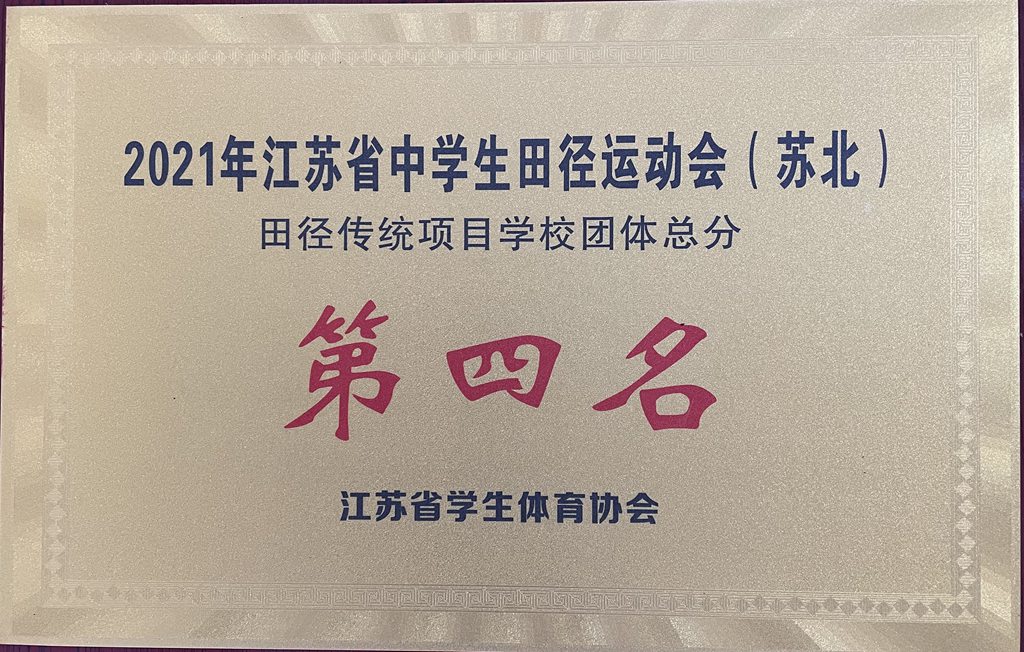 2021年江苏省中学生田径运动会（苏北）
田径传统项目学校团体总分
第四名
江苏省学生体育协会